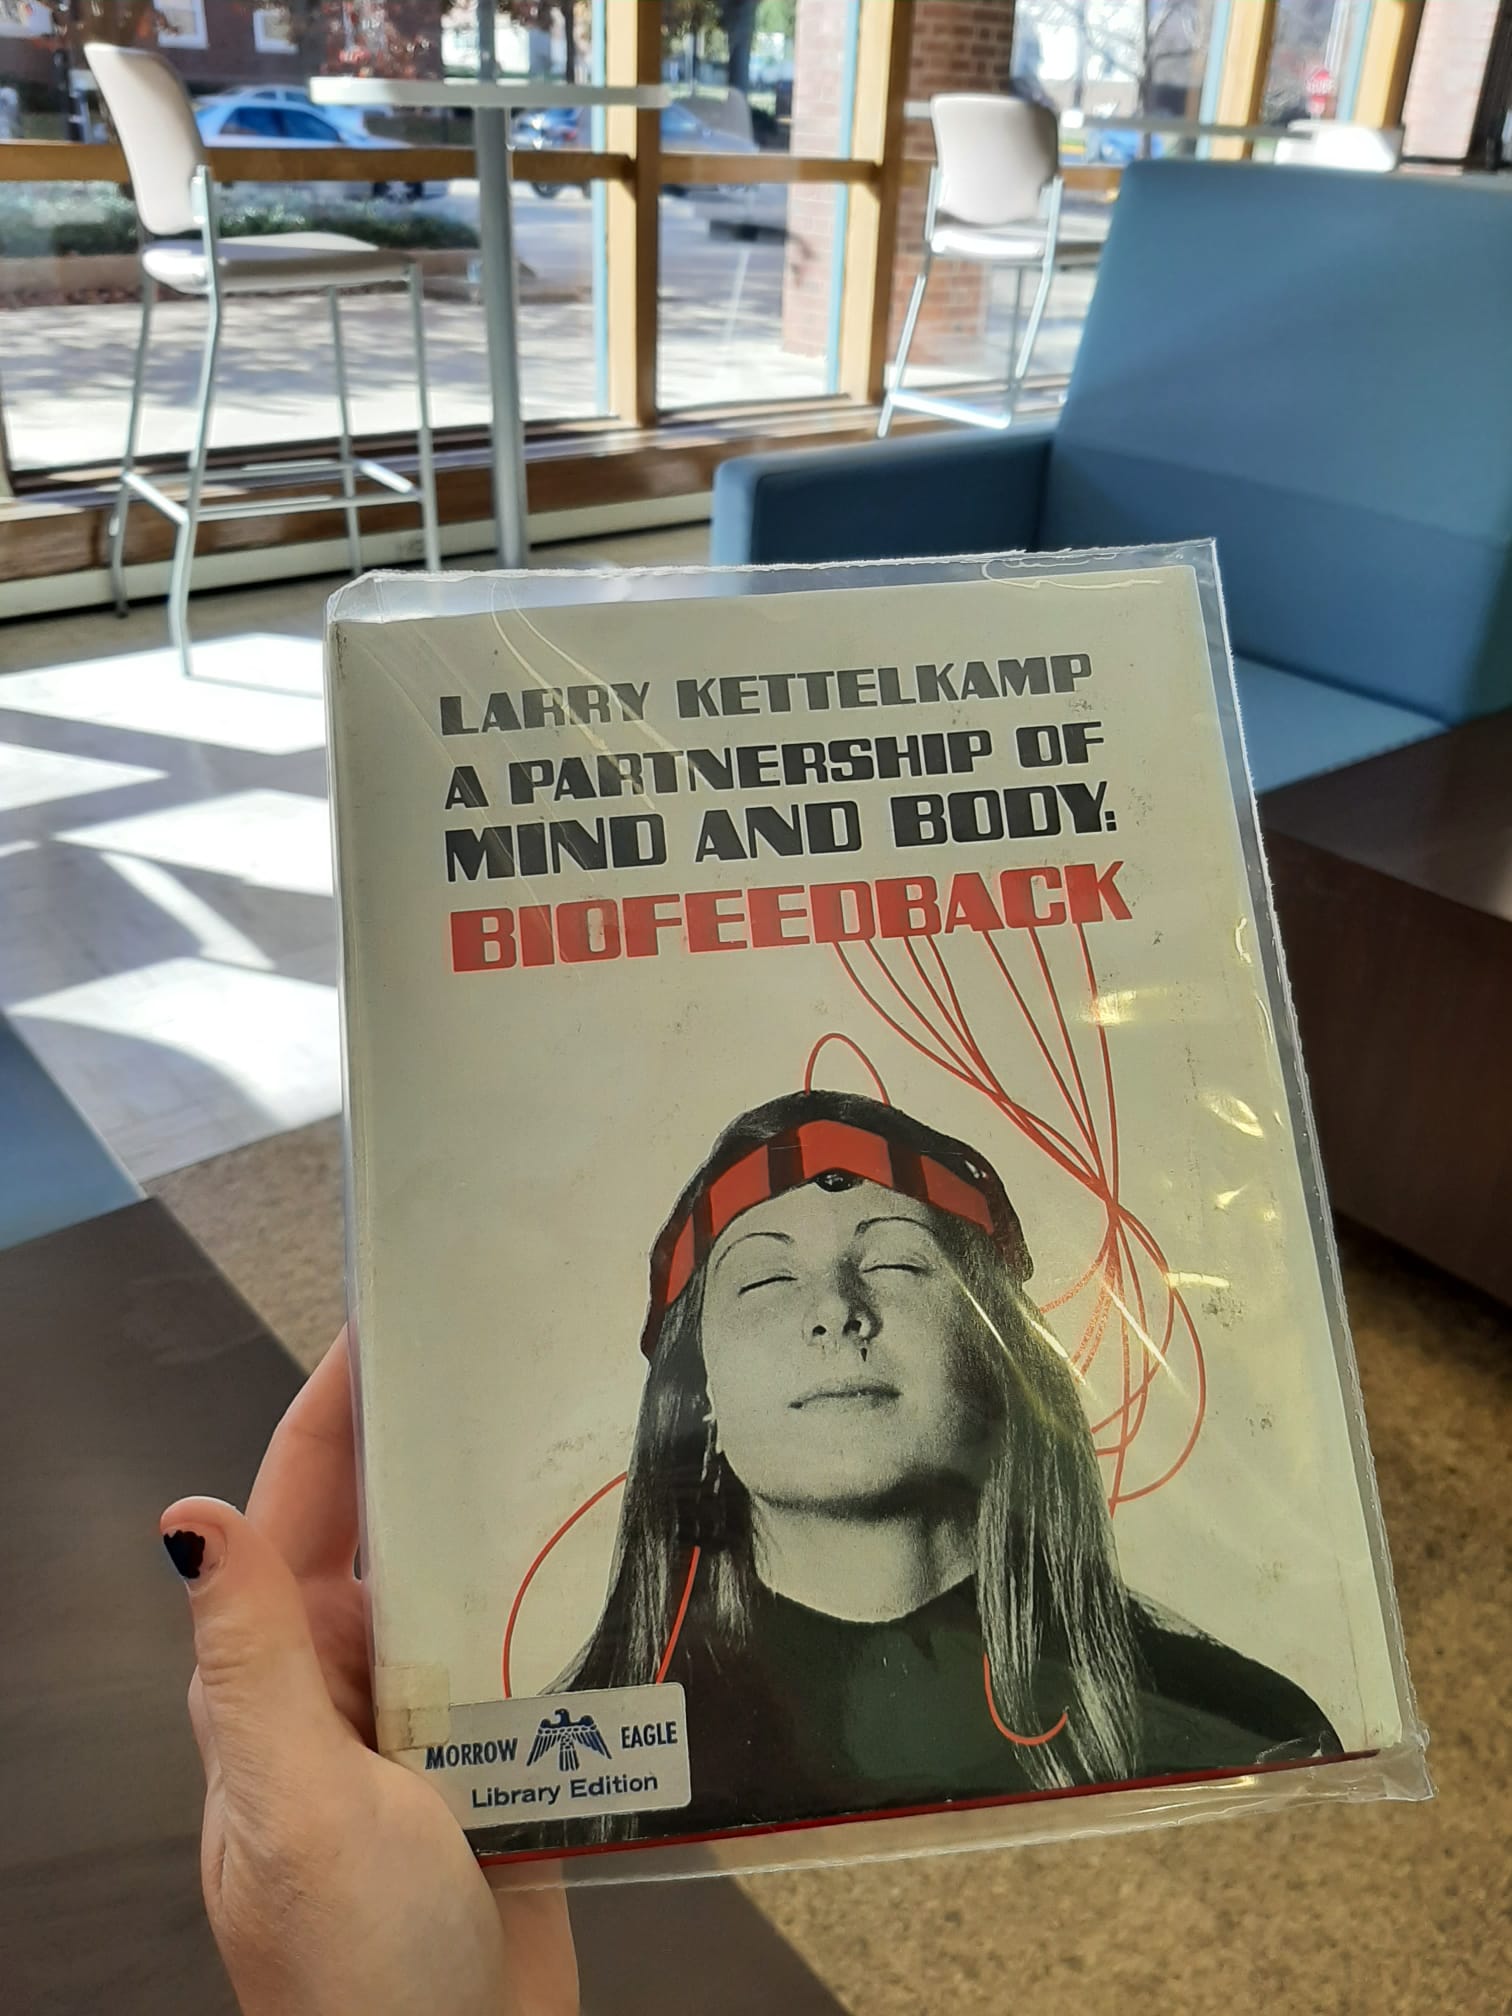 LARRY KETTELKAMP
A PARTNERSHIP OF
MIND AND BODY:
BIOFEEDBACK
MORROW EAGLE
Library Edition